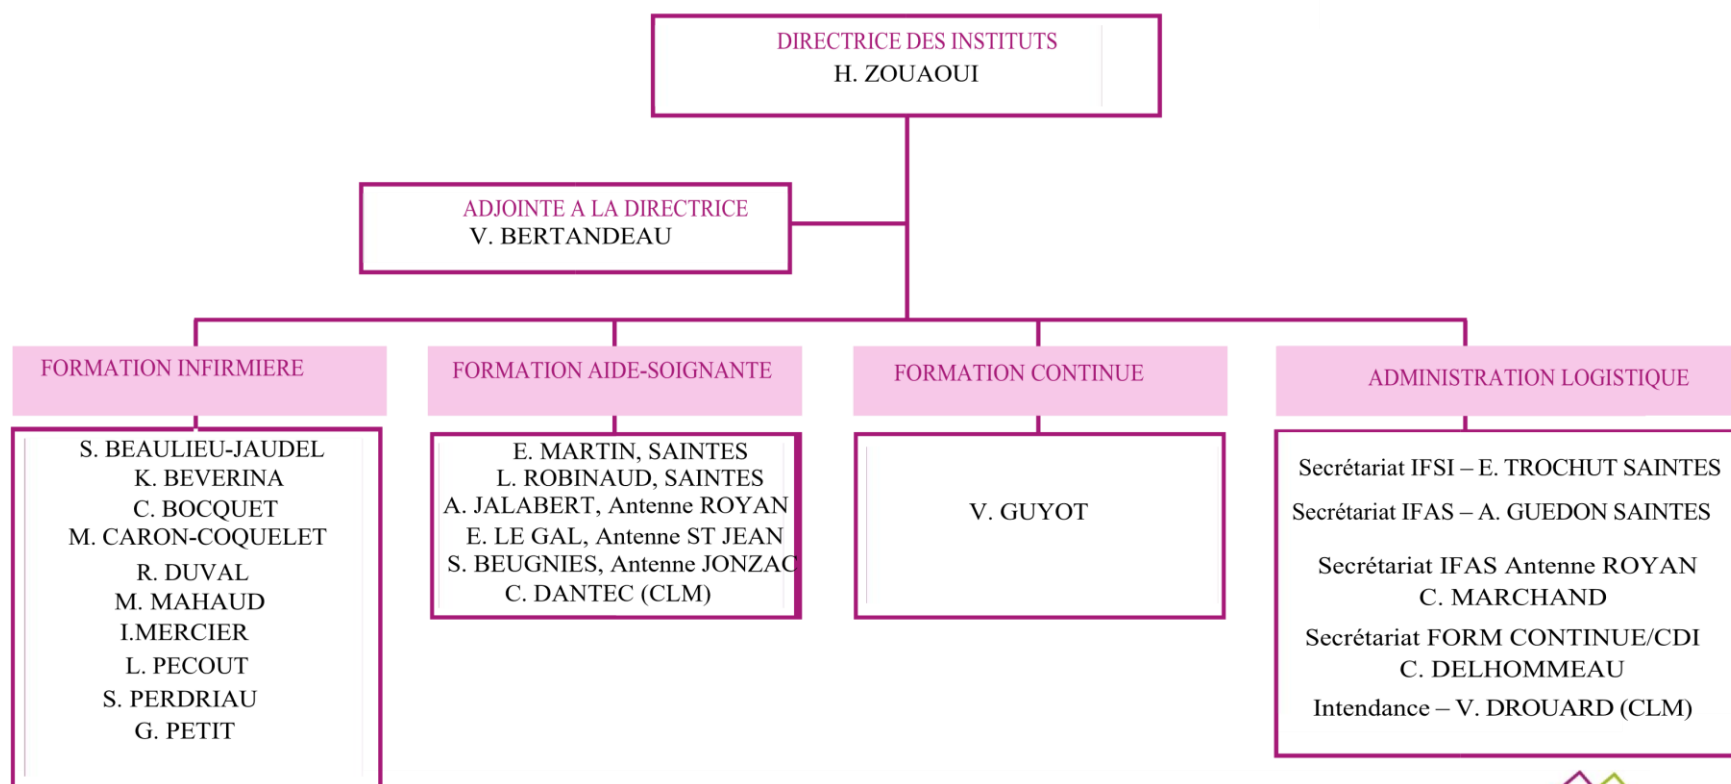 DIRECTRICE DES INSTITUTS
H. ZOUAOUI
ADJOINTE A LA DIRECTRICE
V. BERTANDEAU
FORMATION INFIRMIERE
S. BEAULIEU-JAUDEL
K. BEVERINA
C. BOCQUET
M. CARON-COQUELET
R. DUVAL
M. MAHAUD
I.MERCIER
L. PECOUT
S. PERDRIAU
G. PETIT
FORMATION AIDE-SOIGNANTE
E. MARTIN, SAINTES
L. ROBINAUD, SAINTES
A. JALABERT, Antenne ROYAN
E. LE GAL, Antenne ST JEAN
S. BEUGNIES, Antenne JONZAC
C. DANTEC (CLM)
FORMATION CONTINUE
V. GUYOT
ADMINISTRATION LOGISTIQUE
Secrétariat IFSI – E. TROCHUT SAINTES
Secrétariat IFAS – A. GUEDON SAINTES
Secrétariat IFAS Antenne ROYAN
C. MARCHAND
Secrétariat FORM CONTINUE/CDI
C. DELHOMMEAU
Intendance – V. DROUARD (CLM)